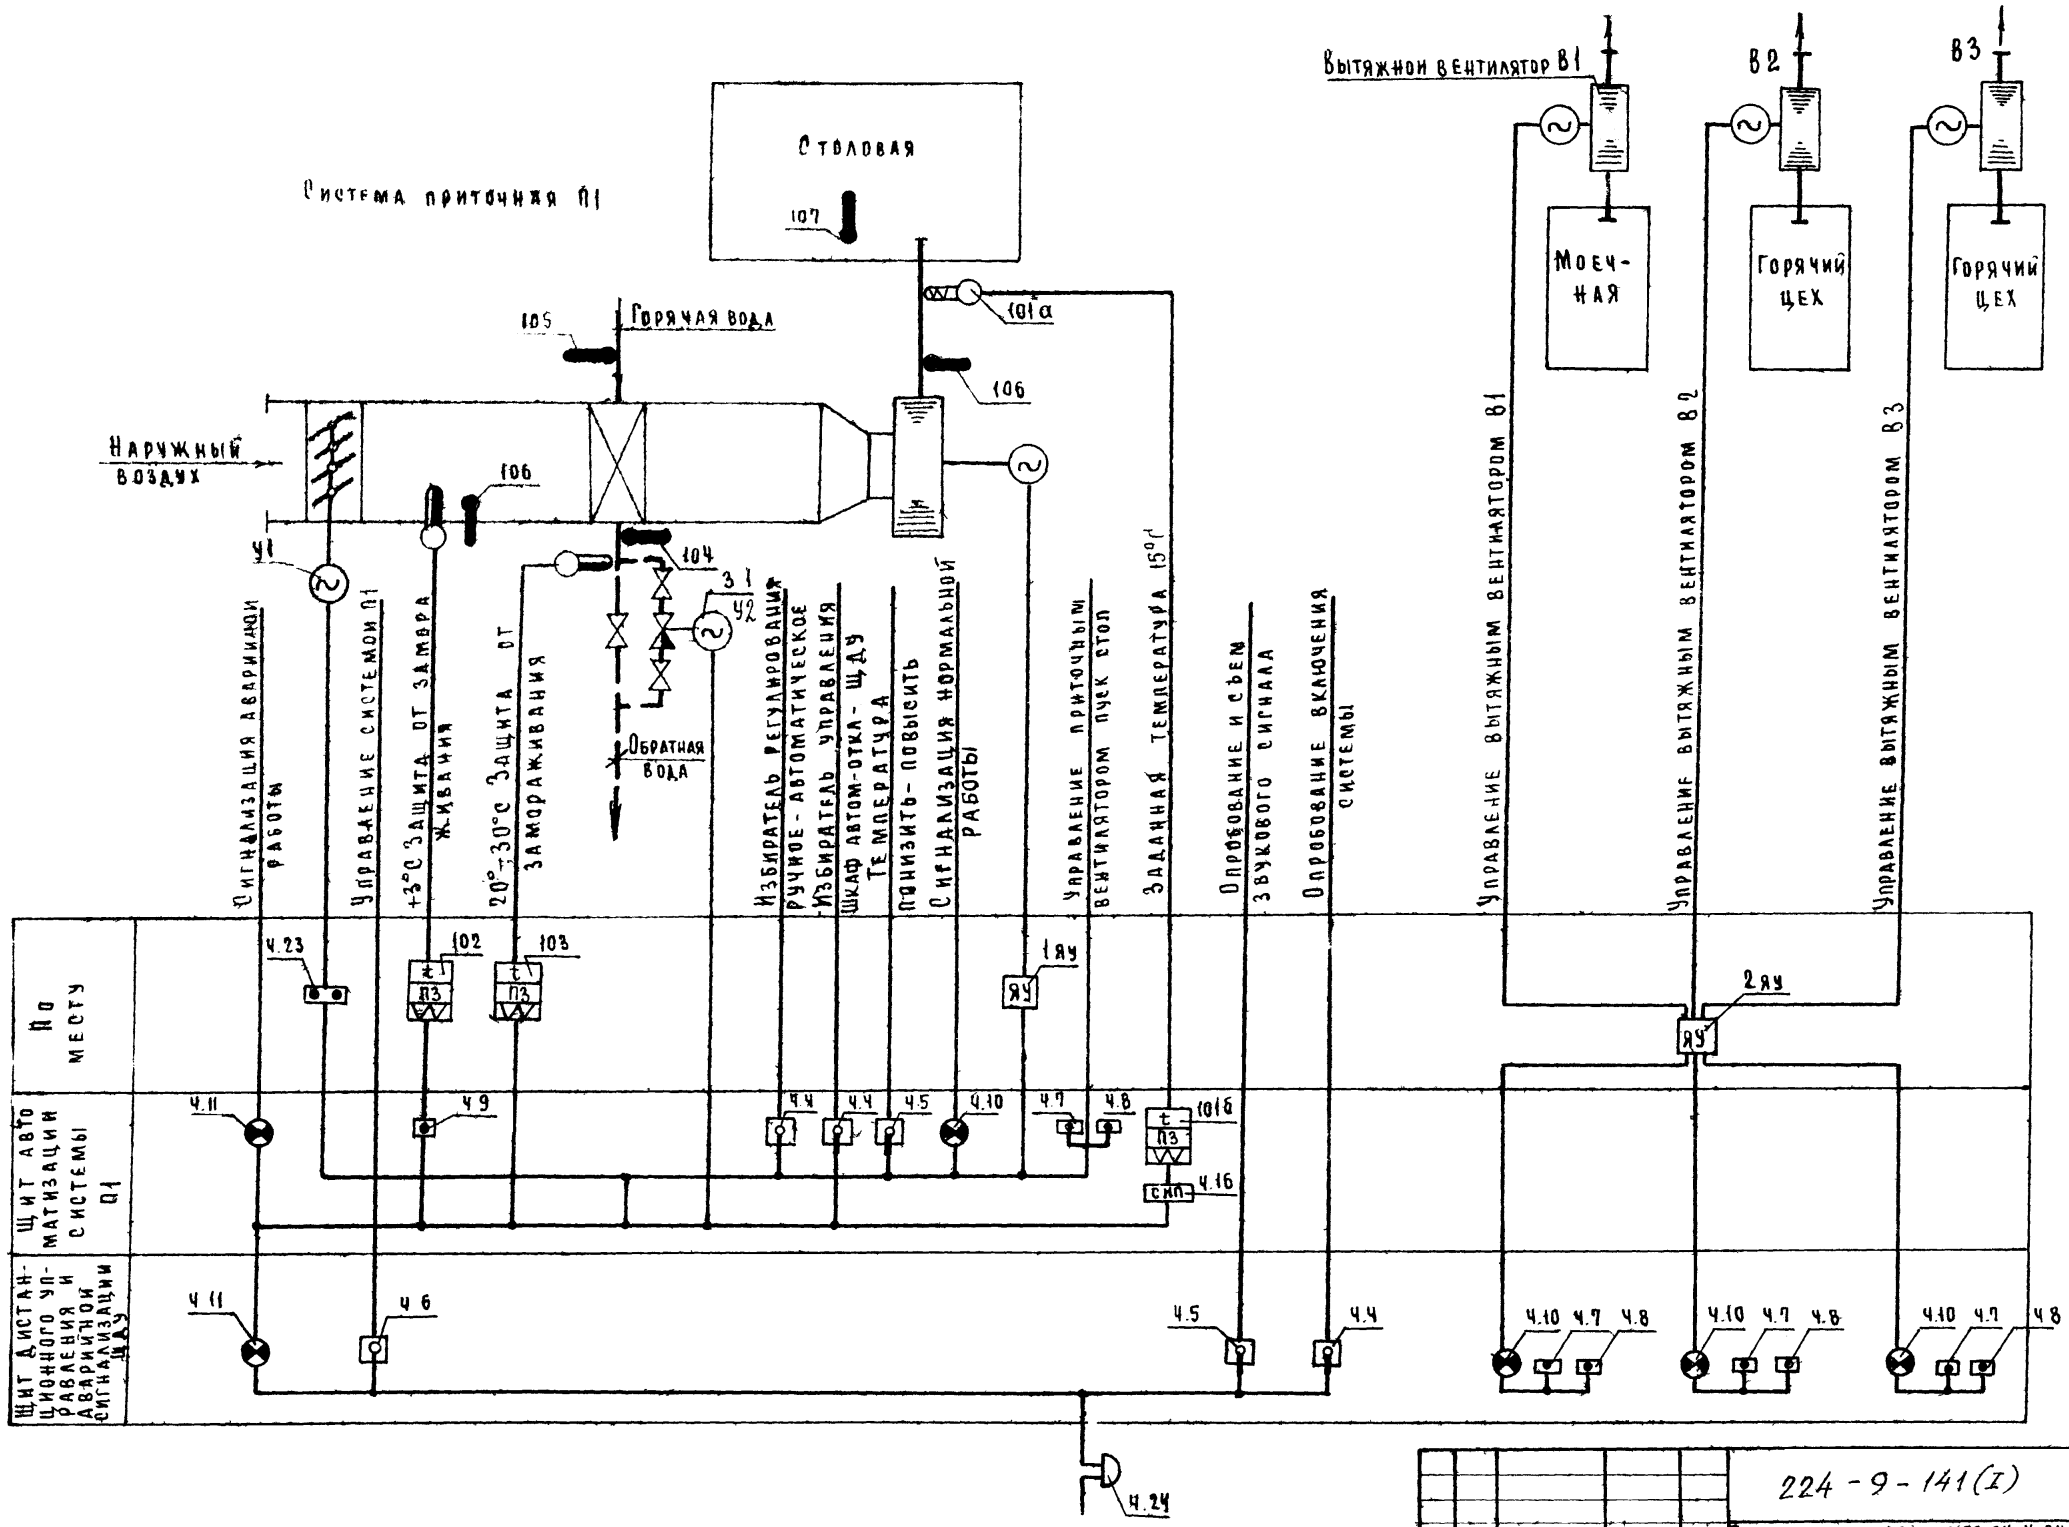 Вытяжной вентилятор В1
В2
В3
Столовая
107
Система приточная П1
Моеч-
ная
Горячий
цех
Горячий
цех
101а
105
Горячая вода
106
Наружный
воздух
106
104
У1
31
У2
Обратная
вода
Сигнализация аварийной
работы
Управление системой П1
+3°С Защита от замора
живания
20°÷30°С Защита от
замораживания
Избиратель регулирования
ручное-автоматическое
Избиратель управления
шкаф автом-откл-ЩДУ
Температура
понизить-повысить
Сигнализация нормальной
работы
Управление приточным
вентилятором пуск стоп
Заданная температура 15°С
Опробование и съем
звукового сигнала
Опробование включения
системы
Управление вытяжным вентилятором В1
Управление вытяжным вентилятором В2
Управление вытяжным вентилятором В3
По
месту
4.23
102
t
ПЗ
103
t
ПЗ
1ЯУ
ЯУ
2ЯУ
ЯУ
Щит авто
матизации
системы
П1
4.11
4.9
4.4
4.4
4.5
4.10
4.7
4.8
101б
t
ПЗ
СИП
4.16
Щит дистан-
ционного уп-
равления и
аварийной
сигнализации
ЩДУ
4.11
4.6
4.5
4.4
4.10
4.7
4.8
4.10
4.7
4.8
4.10
4.7
4.8
4.24
224-9-141(I)